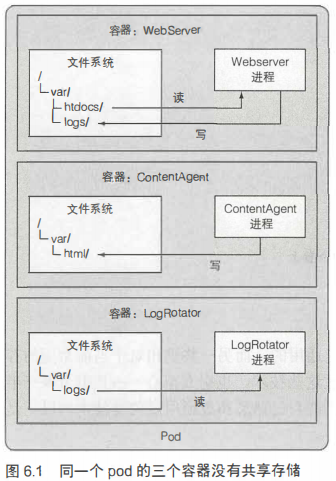 容器：WebServer
文件系统
/
var/
htdocs/
logs/
Webserver
进程
读
写
容器：ContentAgent
文件系统
/
var/
html/
ContentAgent
进程
写
容器：LogRotator
文件系统
/
var/
logs/
LogRotator
进程
读
Pod
图 6.1 同一个 pod 的三个容器没有共享存储